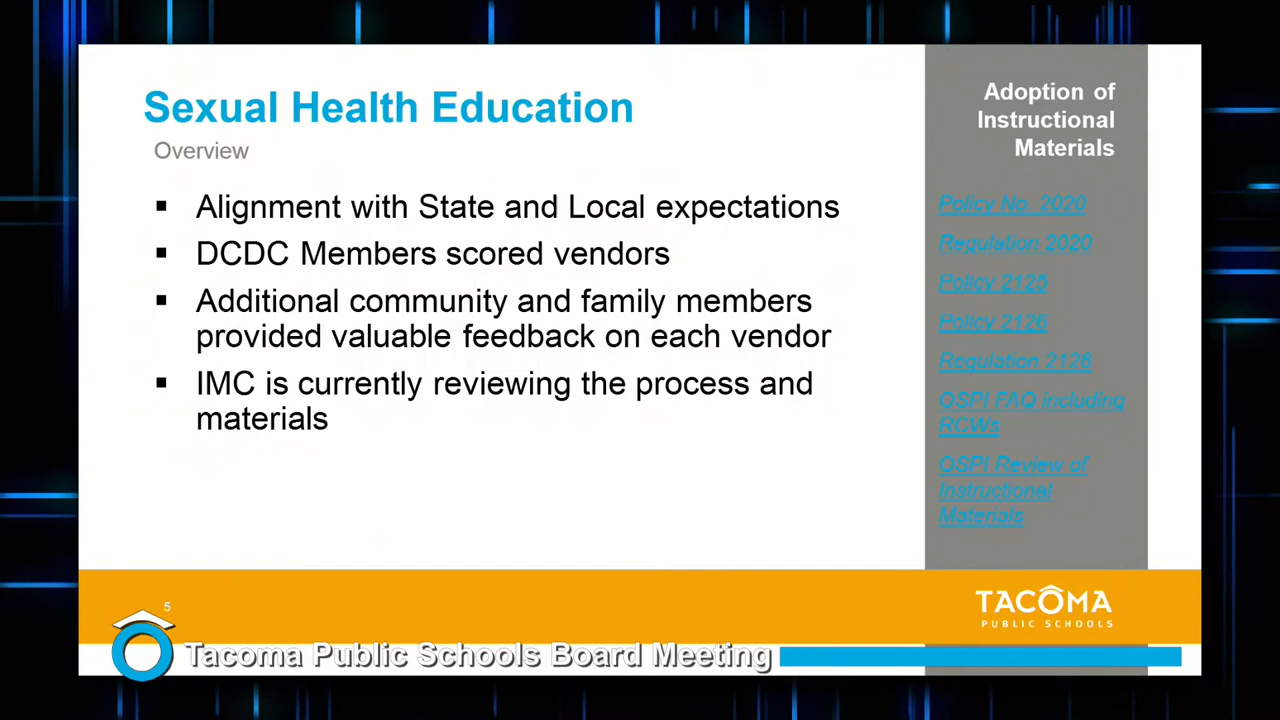 Sexual Health Education
Overview
▪ Alignment with State and Local expectations
▪ DCDC Members scored vendors
▪ Additional community and family members
provided valuable feedback on each vendor
▪ IMC is currently reviewing the process and
materials
Adoption of
Instructional
Materials
Policy No. 2020
Regulation 2020
Policy 2125
Policy 2126
Regulation 2126
OSPI FAQ including
RCWs
OSPI Review of
Instructional
Materials
5
TACOMA
PUBLIC SCHOOLS
Tacoma Public Schools Board Meeting